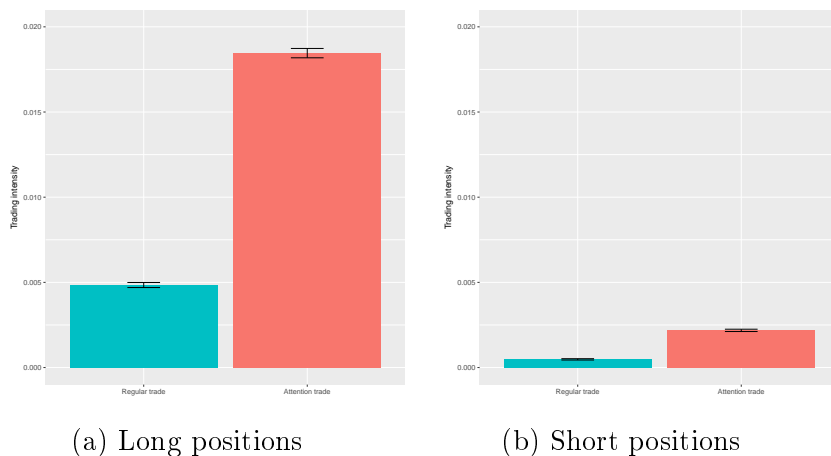 0.020
0.015
0.010
0.005
0.000
Trading intensity
Regular trade
Attention trade
(a) Long positions
0.020
0.015
0.010
0.005
0.000
Trading intensity
Regular trade
Attention trade
(b) Short positions